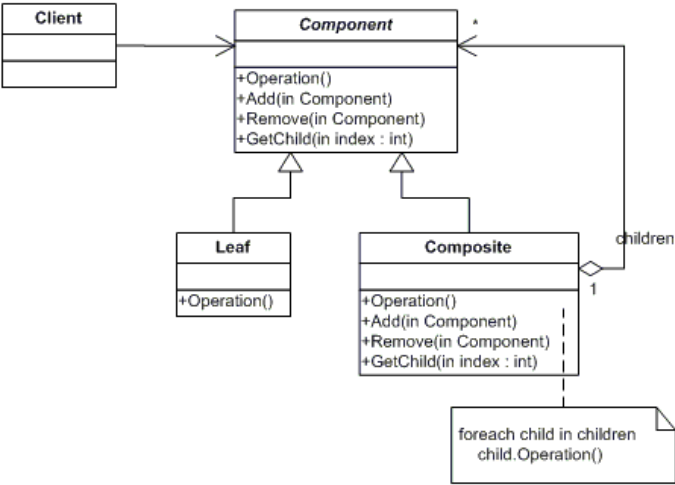 Client
Component
*
+Operation()
+Add(in Component)
+Remove(in Component)
+GetChild(in index : int)
children
Leaf
+Operation()
Composite
1
+Operation()
+Add(in Component)
+Remove(in Component)
+GetChild(in index : int)
foreach child in children
child.Operation()